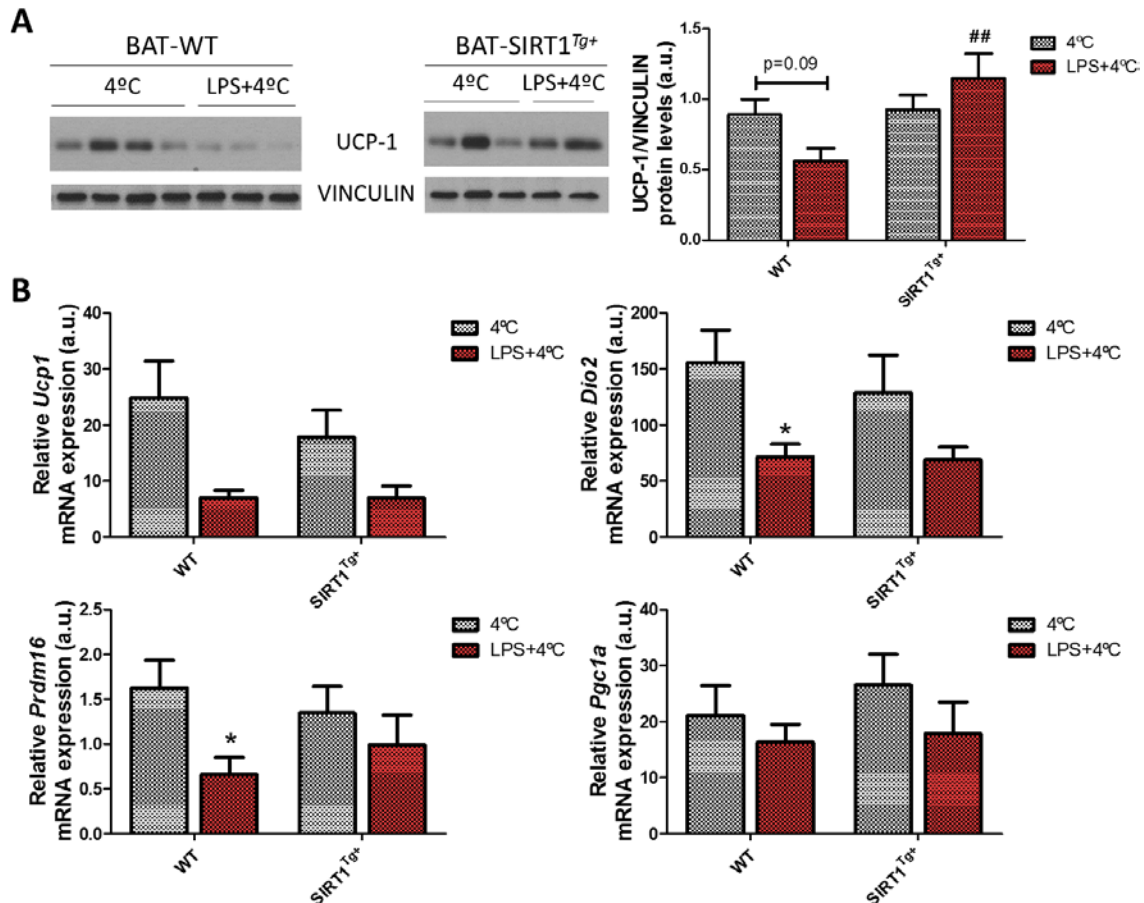 A
BAT-WT
4ºC
LPS+4ºC
BAT-SIRT1Tg+
4ºC
LPS+4ºC
UCP-1
VINCULIN
UCP-1/VINCULIN
protein levels (a.u.)
1.5
1.0
0.5
0.0
p=0.09
##
WT
SIRT1Tg+
4ºC
LPS+4ºC
B
Relative Ucp1
mRNA expression (a.u.)
40
30
20
10
0
WT
SIRT1Tg+
4ºC
LPS+4ºC
Relative Dio2
mRNA expression (a.u.)
200
150
100
50
0
*
WT
SIRT1Tg+
4ºC
LPS+4ºC
Relative Prdm16
mRNA expression (a.u.)
2.5
2.0
1.5
1.0
0.5
0.0
*
WT
SIRT1Tg+
4ºC
LPS+4ºC
Relative Pgc1a
mRNA expression (a.u.)
40
30
20
10
0
WT
SIRT1Tg+
4ºC
LPS+4ºC